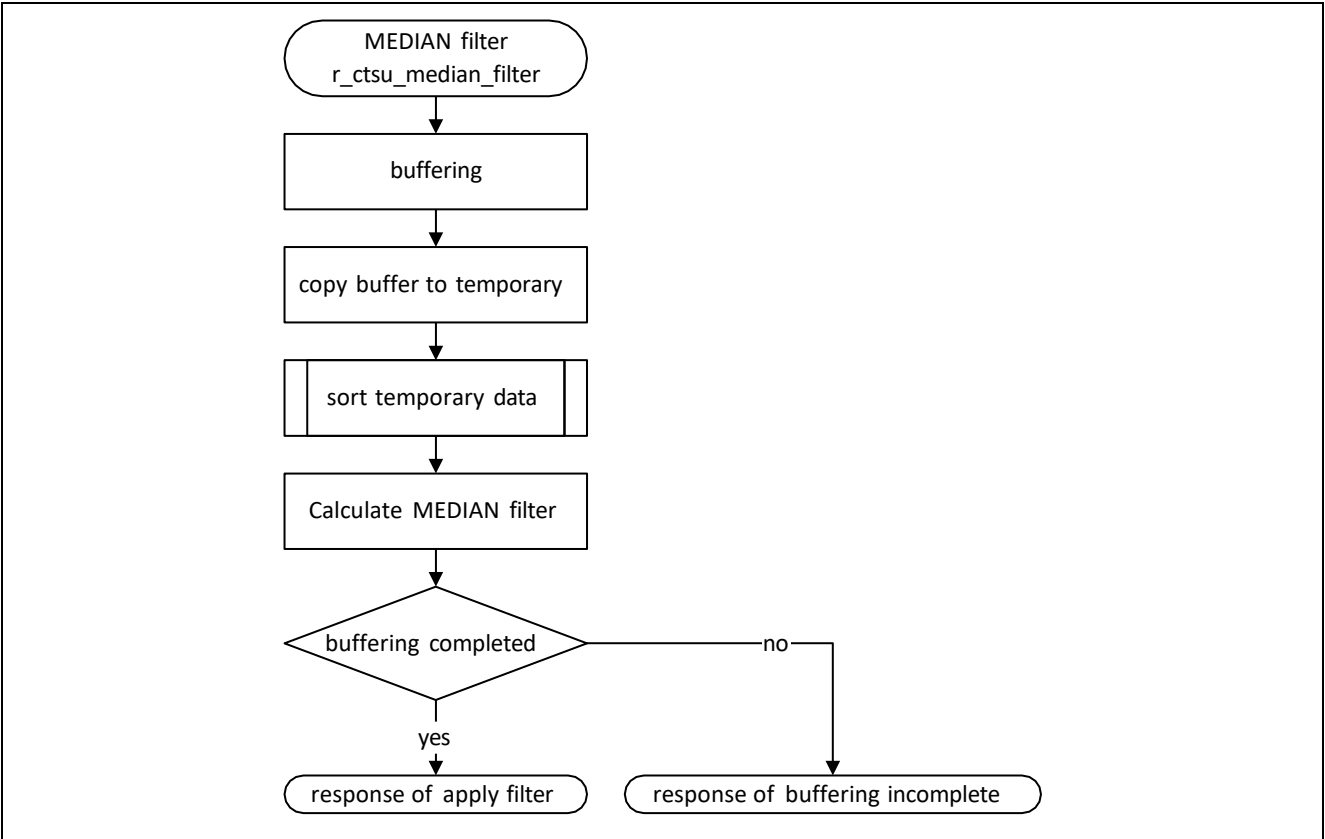 MEDIAN filter
r_ctsu_median_filter
buffering
copy buffer to temporary
sort temporary data
Calculate MEDIAN filter
buffering completed
no
yes
response of apply filter
response of buffering incomplete